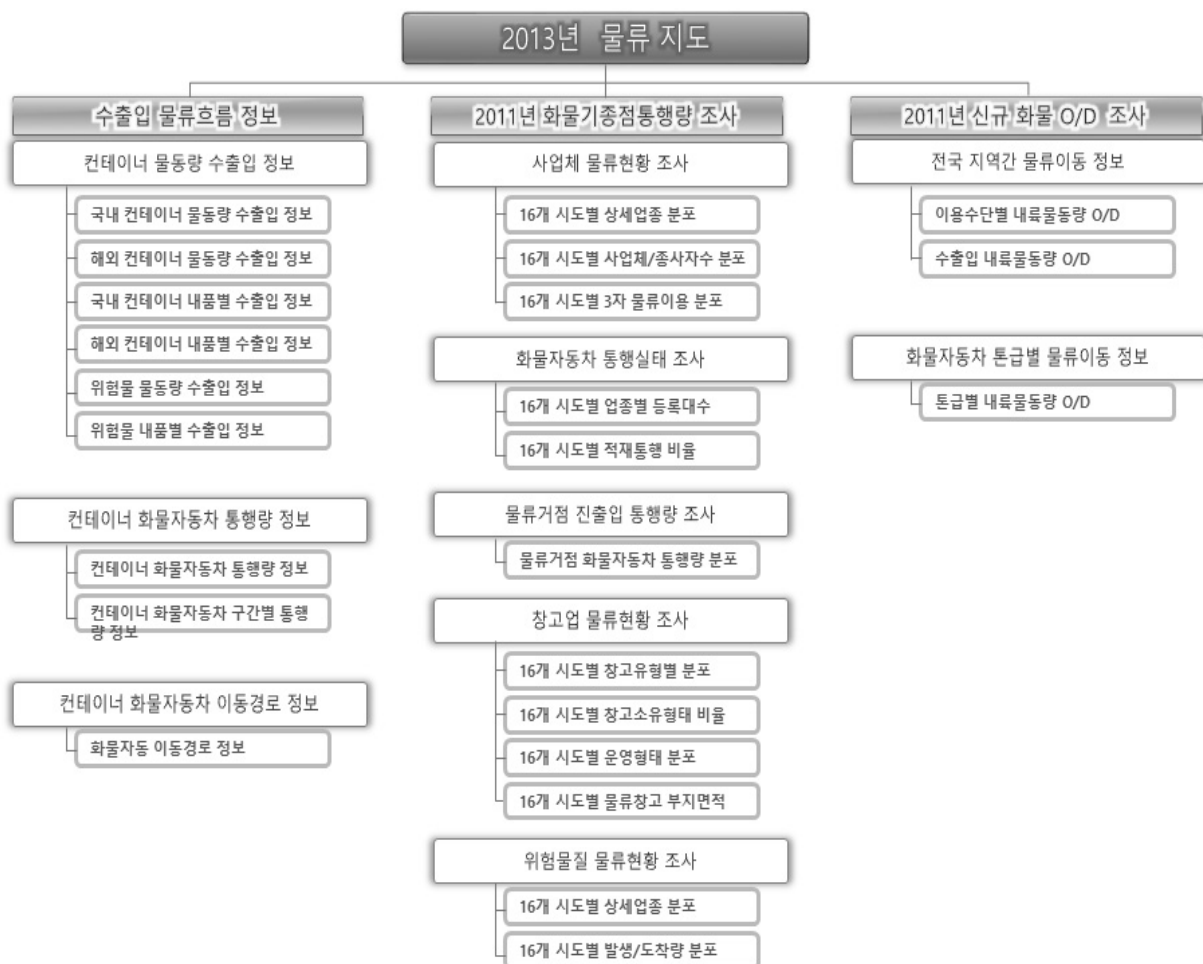 2013년 물류 지도
수출입 물류흐름 정보
컨테이너 물동량 수출입 정보
국내 컨테이너 물동량 수출입 정보
해외 컨테이너 물동량 수출입 정보
국내 컨테이너 내품별 수출입 정보
해외 컨테이너 내품별 수출입 정보
위험물 물동량 수출입 정보
위험물 내품별 수출입 정보
컨테이너 화물자동차 통행량 정보
컨테이너 화물자동차 통행량 정보
컨테이너 화물자동차 구간별 통행
량 정보
컨테이너 화물자동차 이동경로 정보
화물자동 이동경로 정보
2011년 화물기종점통행량 조사
사업체 물류현황 조사
16개 시도별 상세업종 분포
16개 시도별 사업체/종사자수 분포
16개 시도별 3자 물류이용 분포
화물자동차 통행실태 조사
16개 시도별 업종별 등록대수
16개 시도별 적재통행 비율
물류거점 진출입 통행량 조사
물류거점 화물자동차 통행량 분포
창고업 물류현황 조사
16개 시도별 창고유형별 분포
16개 시도별 창고소유형태 비율
16개 시도별 운영형태 분포
16개 시도별 물류창고 부지면적
위험물질 물류현황 조사
16개 시도별 상세업종 분포
16개 시도별 발생/도착량 분포
2011년 신규 화물 O/D 조사
전국 지역간 물류이동 정보
이용수단별 내륙물동량 O/D
수출입 내륙물동량 O/D
화물자동차 톤급별 물류이동 정보
톤급별 내륙물동량 O/D